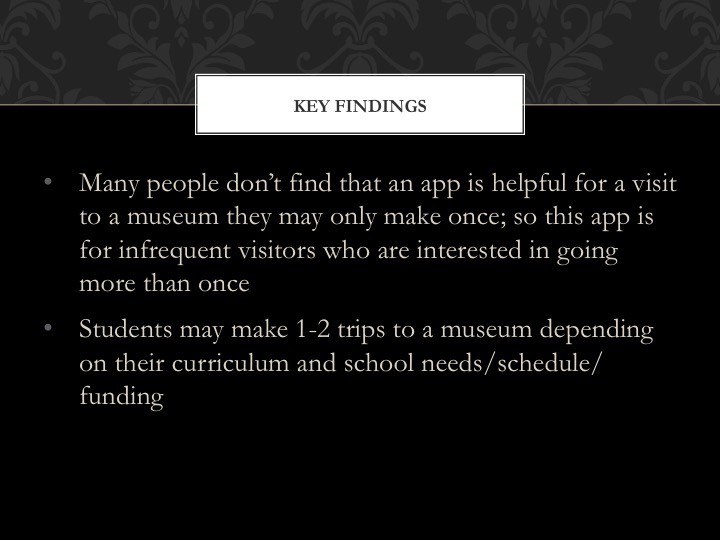 KEY FINDINGS
• Many people don’t find that an app is helpful for a visit
to a museum they may only make once; so this app is
for infrequent visitors who are interested in going
more than once
• Students may make 1-2 trips to a museum depending
on their curriculum and school needs/schedule/
funding